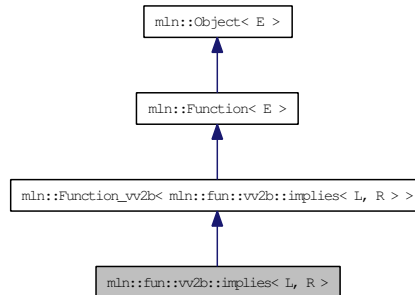 mln::Object< E >
mln::Function< E >
mln::Function_vv2b< mln::fun::vv2b::implies< L, R > >
mln::fun::vv2b::implies< L, R >